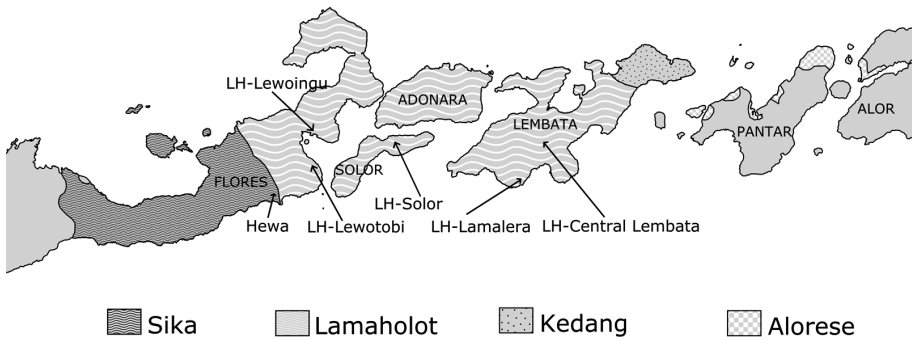 LH-Lewoingu
ADONARA
LEMBATA
PANTAR
ALOR
FLORES
SOLOR
LH-Solor
Hewa
LH-Lewotobi
LH-Lamalera
LH-Central Lembata
Sika
Lamaholot
Kedang
Alorese